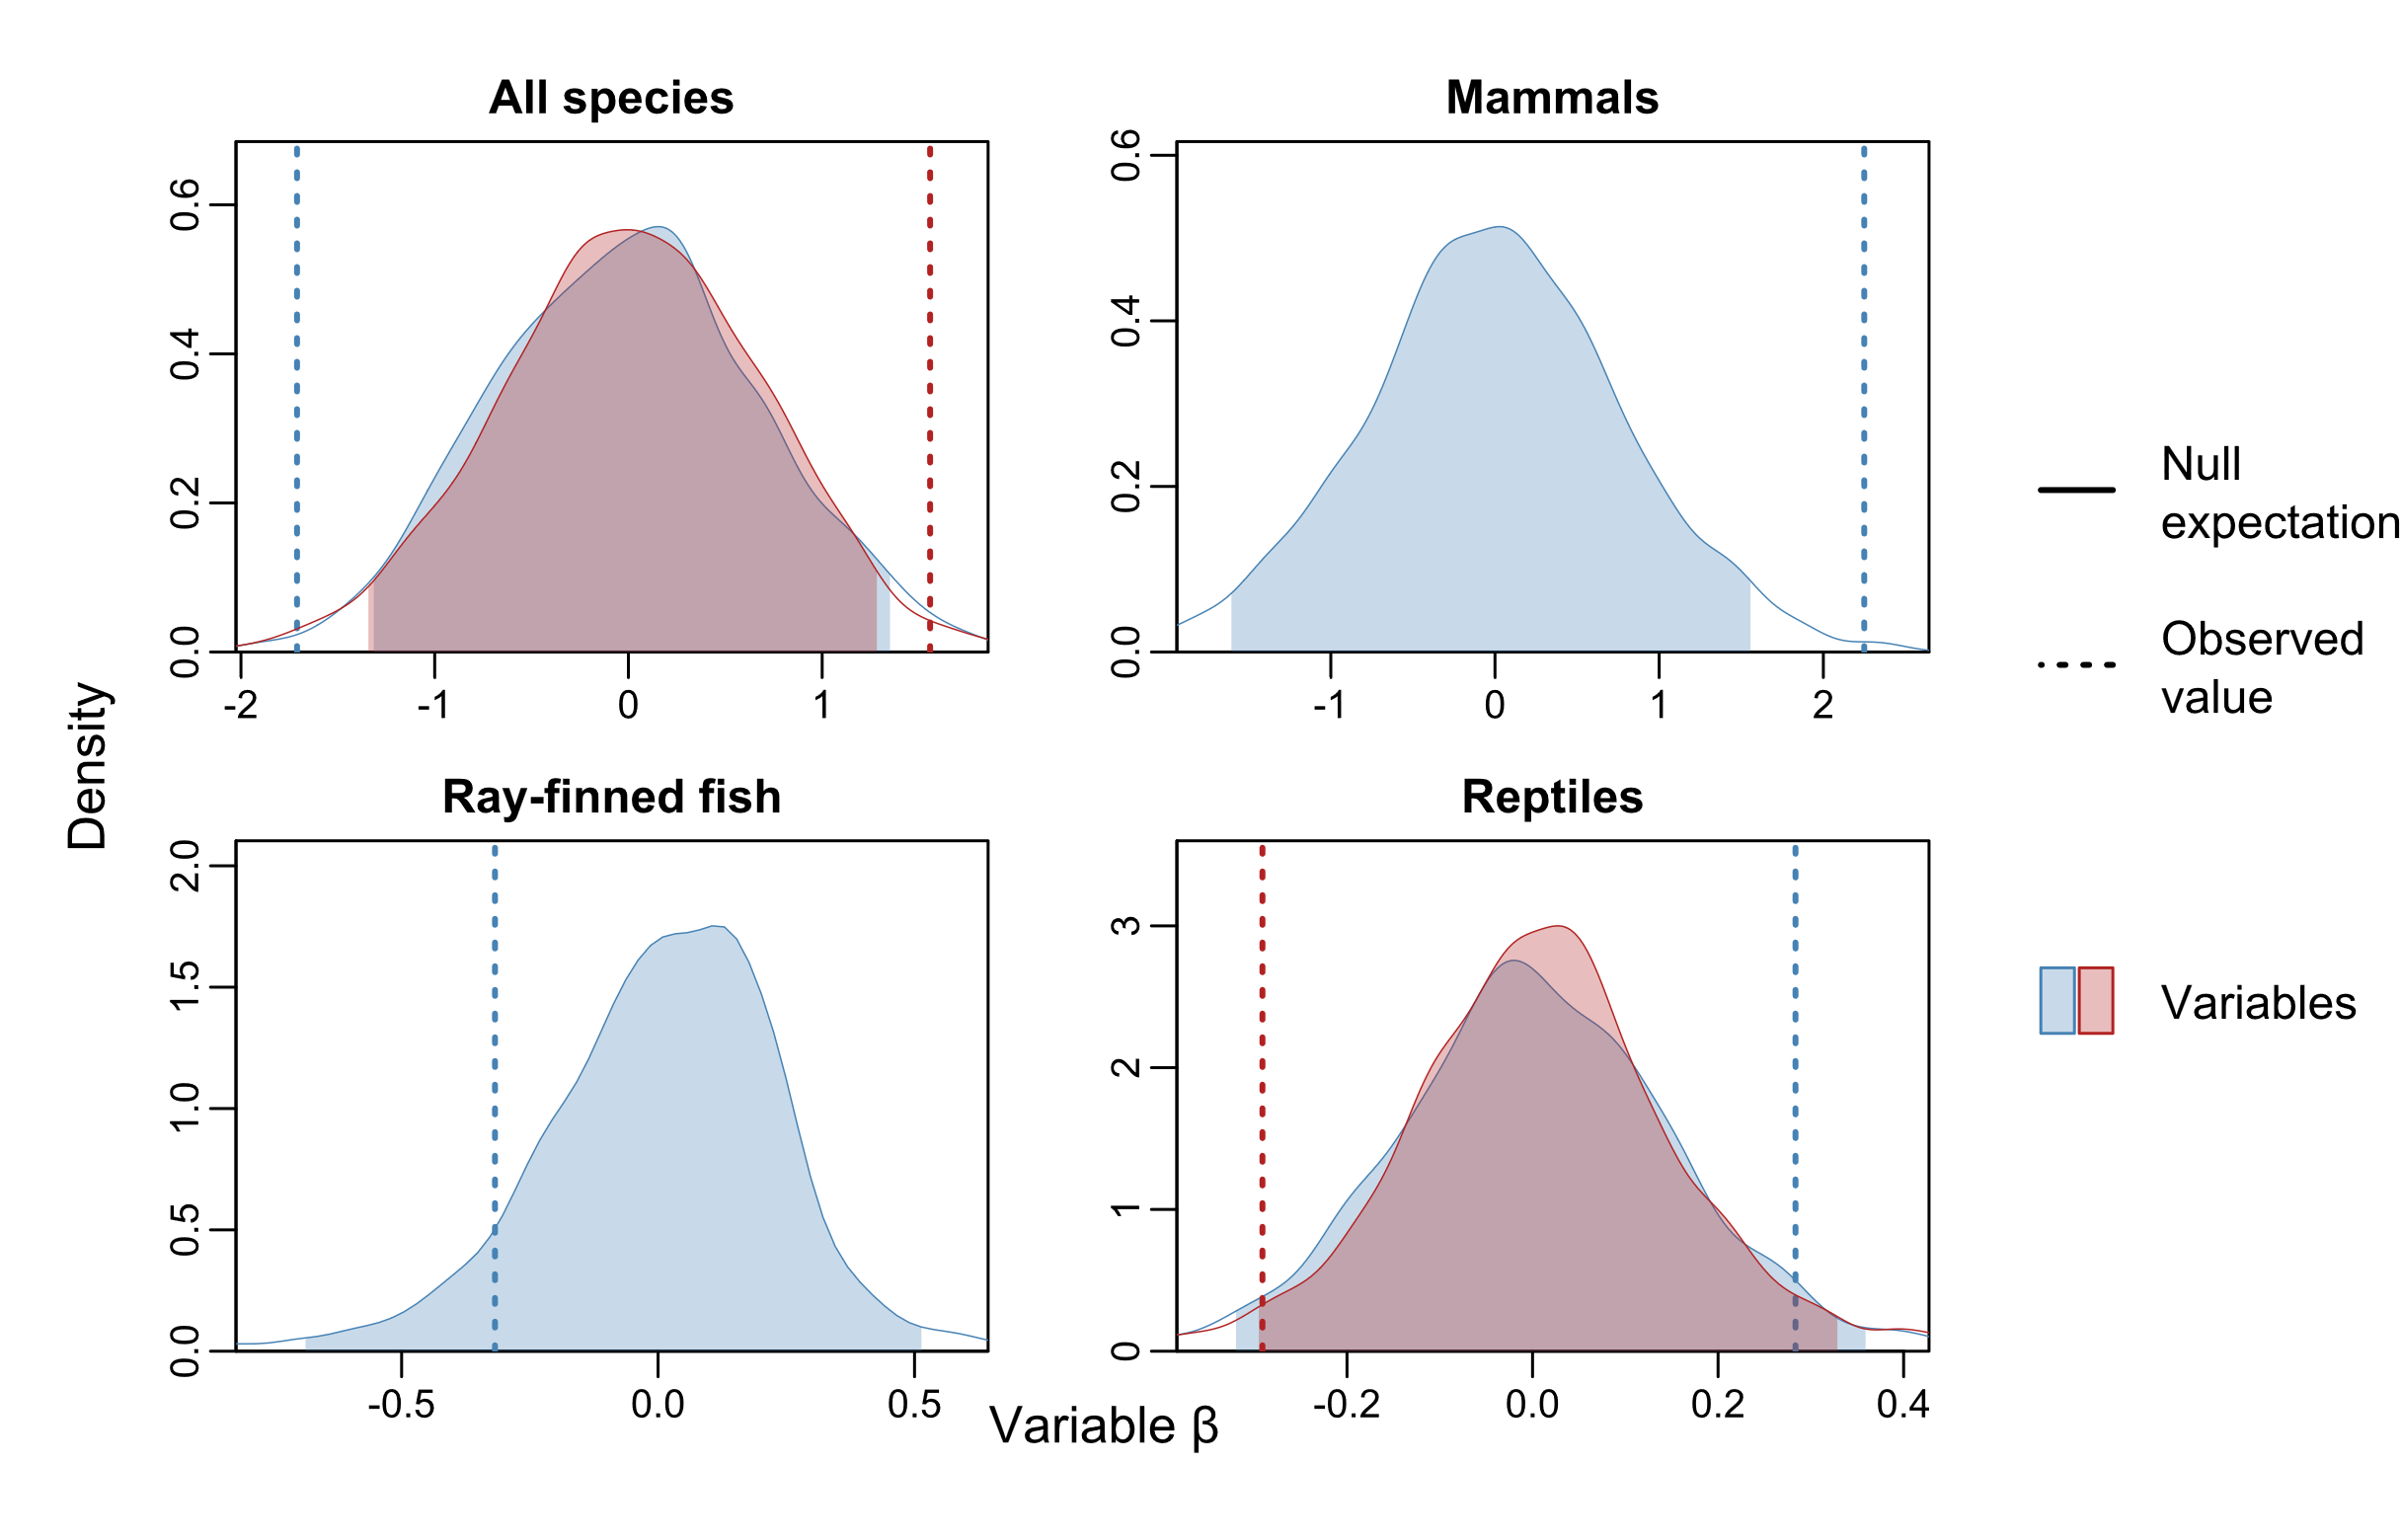 All species
Mammals
0.6
0.4
0.2
0.0
-2
-1
0
1
0.6
0.4
0.2
0.0
-1
0
1
2
Null
expectation
Observed
value
Density
Ray-finned fish
Reptiles
2.0
1.5
1.0
0.5
0.0
-0.5
0.0
0.5
3
2
1
0
-0.2
0.0
0.2
0.4
Variables
Variable β